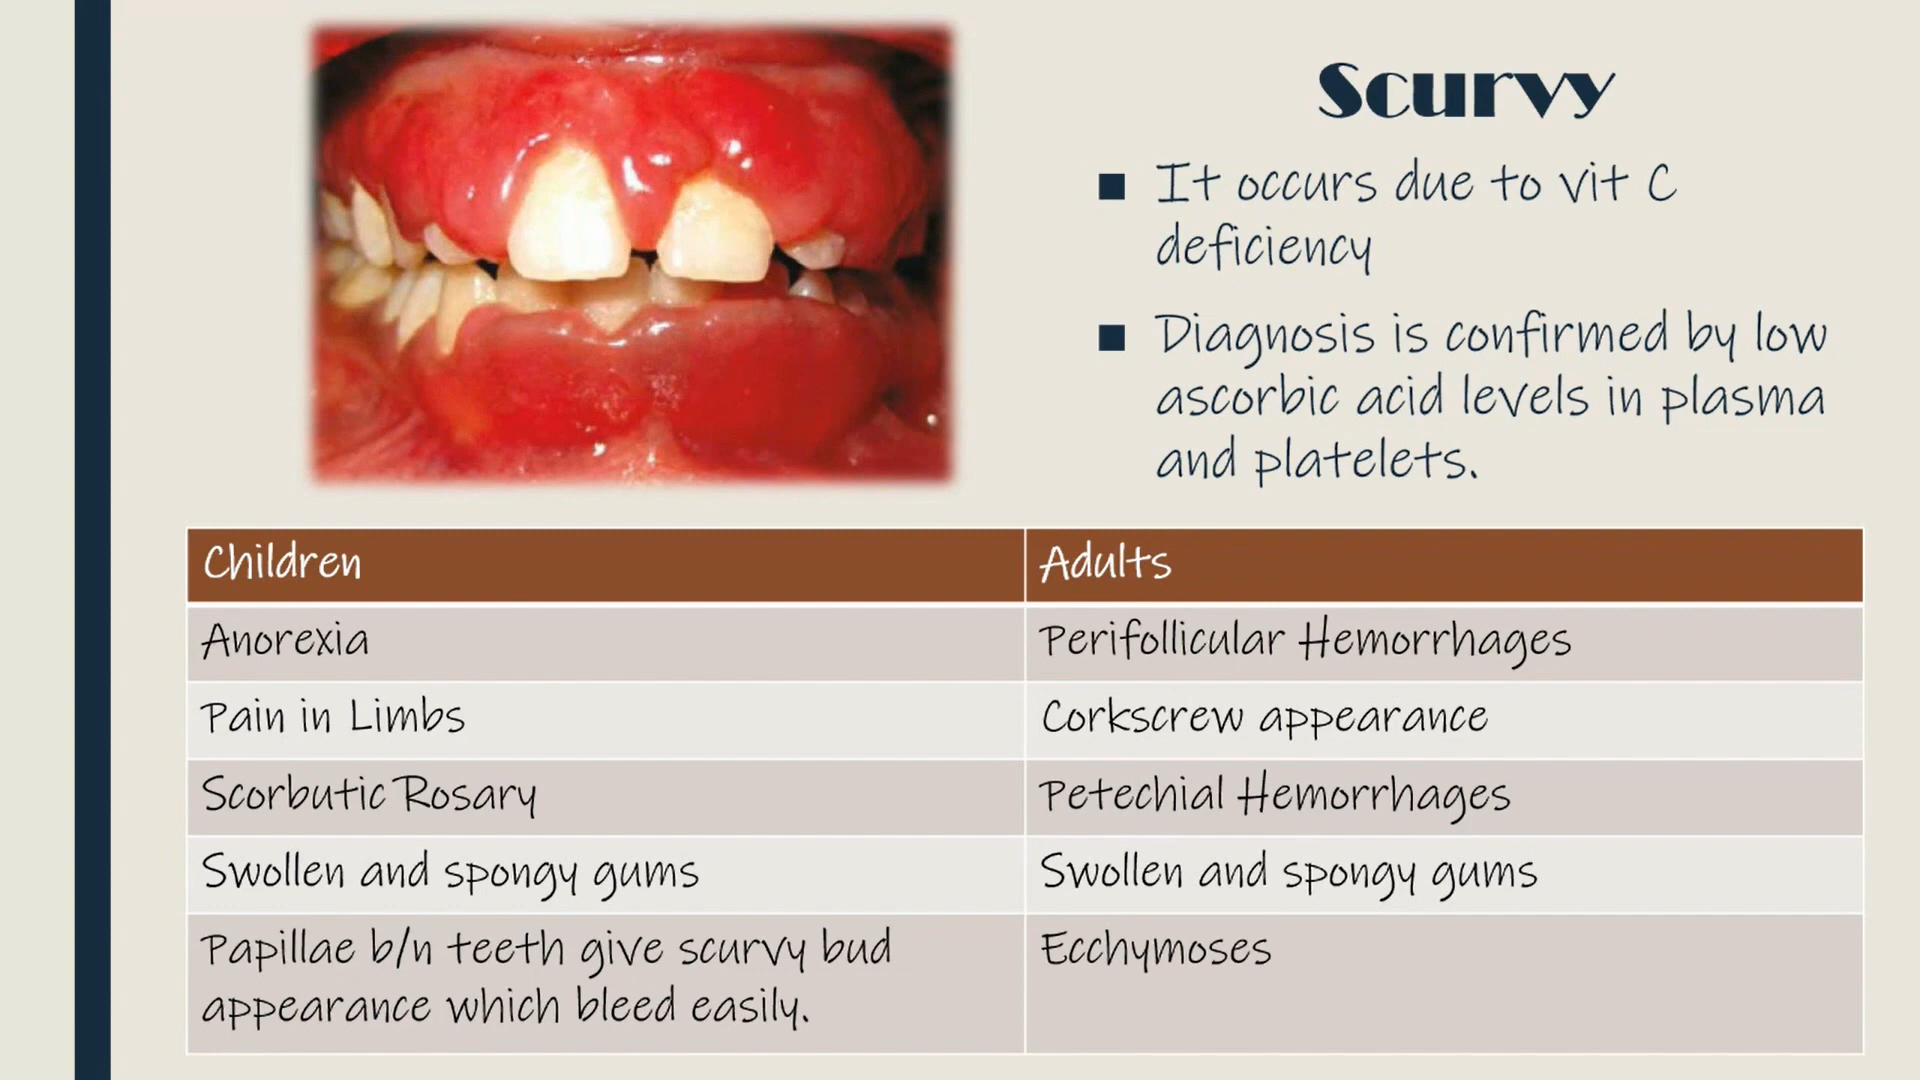 Scurvy
■ It occurs due to vit C
deficiency
■ Diagnosis is confirmed by low
ascorbic acid levels in plasma
and platelets.
Children
Adults
Anorexia
Perifollicular Hemorrhages
Pain in Limbs
Corkscrew appearance
Scorbutic Rosary
Petechial Hemorrhages
Swollen and spongy gums
Swollen and spongy gums
Papillae b/n teeth give scurvy bud
appearance which bleed easily.
Ecchymoses